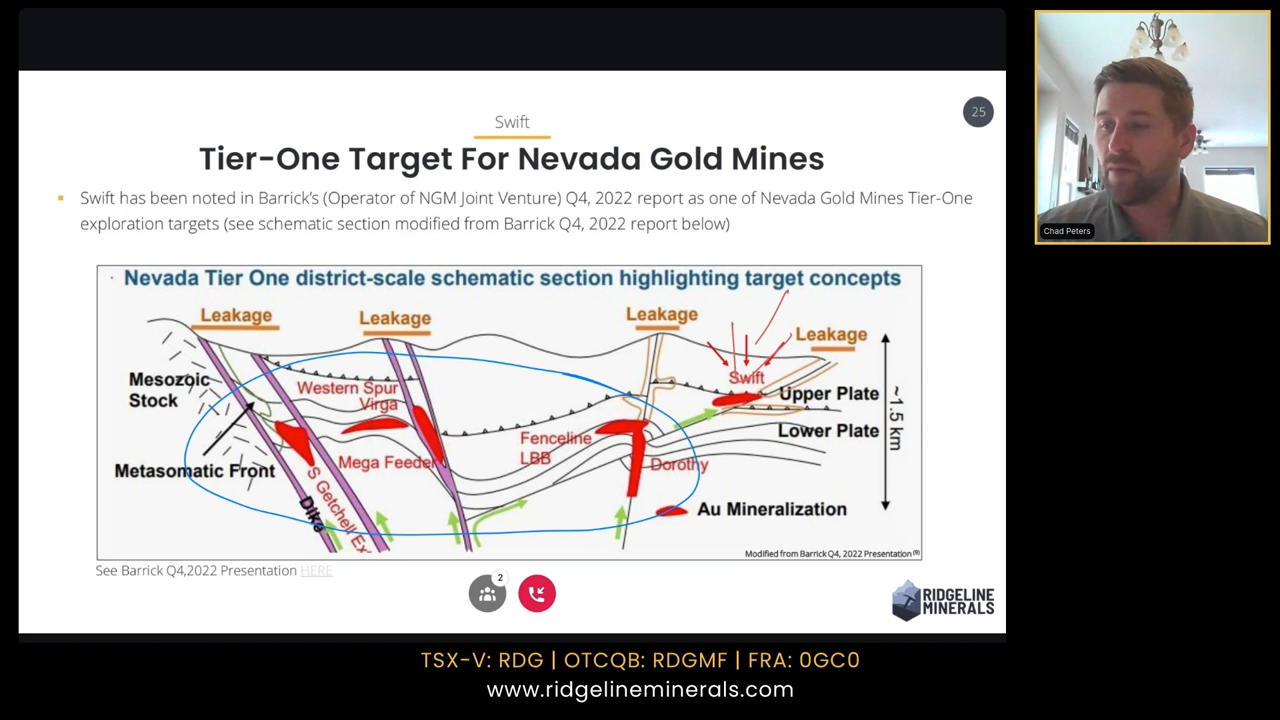 Swift
25
Tier-One Target For Nevada Gold Mines
Swift has been noted in Barrick's (Operator of NGM Joint Venture) Q4, 2022 report as one of Nevada Gold Mines Tier-One
exploration targets (see schematic section modified from Barrick Q4, 2022 report below)
Nevada Tier One district-scale schematic section highlighting target concepts
Leakage
Leakage
Leakage
Leakage
Mesozoic
Stock
Western Spur
Virga
Swift
Upper Plate
~1.5 km
Lower Plate
Fenceline
LBB
Mega Feeder
Dorothy
Metasomatic Front
S Getchell Ex
Dike
Au Mineralization
Modified from Barrick Q4, 2022 Presentation (9)
See Barrick Q4,2022 Presentation HERE
2
RIDGELINE
MINERALS
Chad Peters
TSX-V: RDG | OTCQB: RDGMF | FRA: 0GC0
www.ridgelineminerals.com